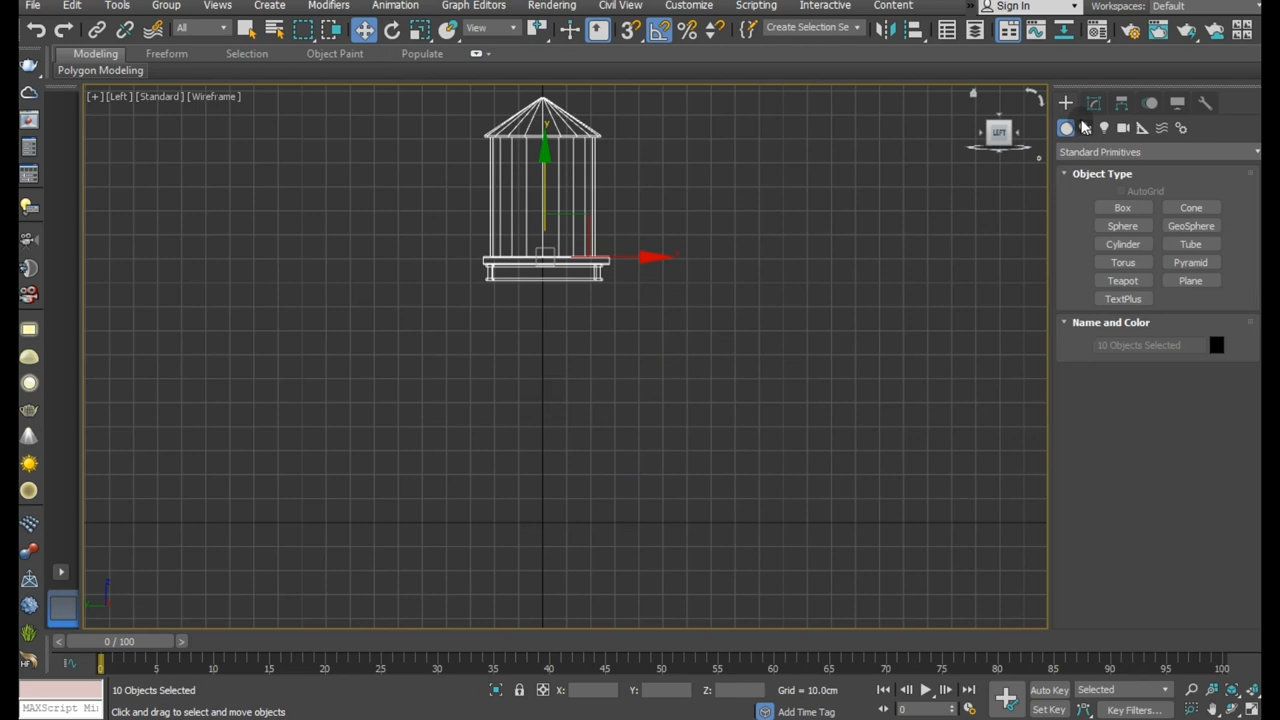 File Edit Tools Group Views Create Modifiers Animation Graph Editors Rendering Civil View Customize Scripting Interactive Content » Sign In Workspaces: Default
All View Create Selection Se
Modeling Freeform Selection Object Paint Populate
Polygon Modeling
[+] [Left] [Standard] [Wireframe]
y
x
LEFT
Standard Primitives
Object Type
AutoGrid
Box Cone
Sphere GeoSphere
Cylinder Tube
Torus Pyramid
Teapot Plane
TextPlus
Name and Color
10 Objects Selected
z
HF
< 0 / 100 >
0 5 10 15 20 25 30 35 40 45 50 55 60 65 70 75 80 85 90 95 100
10 Objects Selected X: Y: Z: Grid = 10.0cm Auto Key Selected
MAXScript Mi Click and drag to select and move objects Add Time Tag 0 Set Key Key Filters...